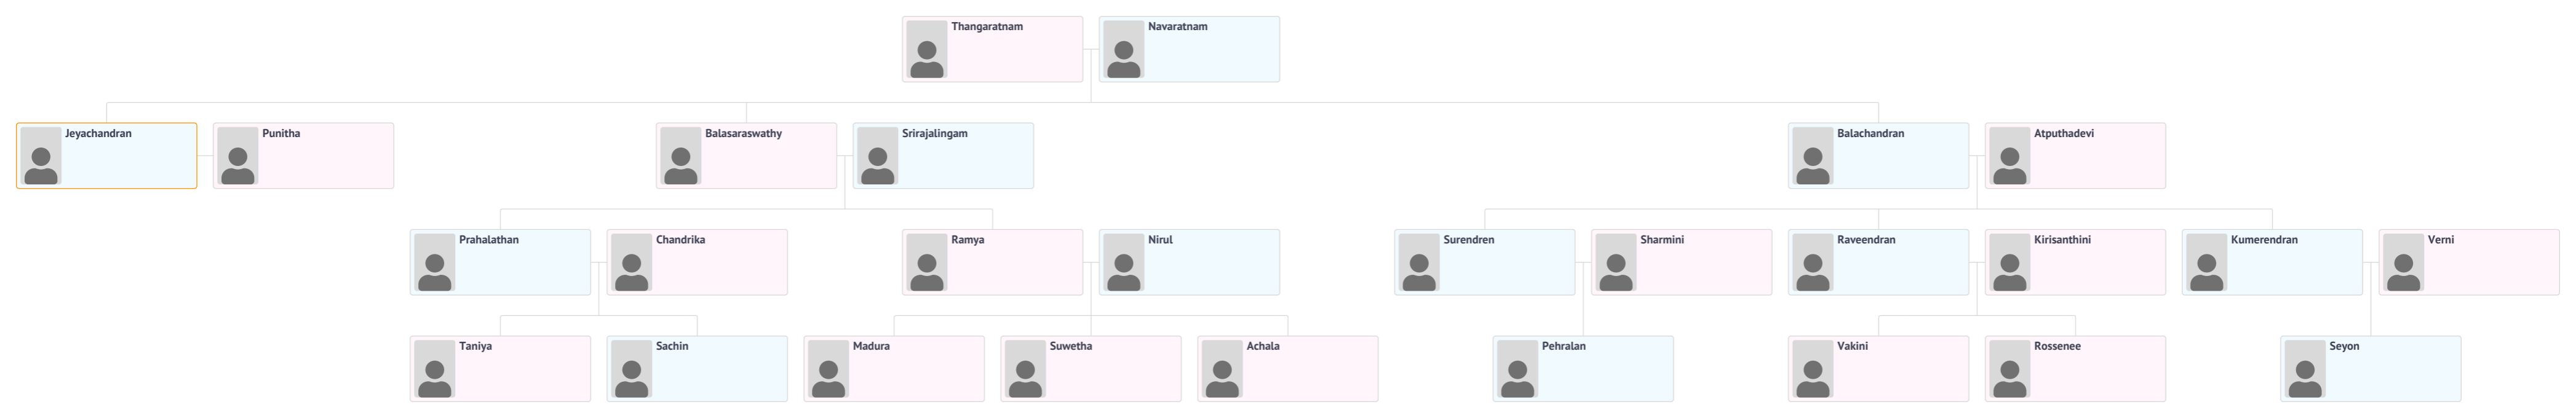 Thangaratnam
Navaratnam
Jeyachandran
Punitha
Balasaraswathy
Srirajalingam
Balachandran
Atputhadevi
Prahalathan
Chandrika
Ramya
Nirul
Surendren
Sharmini
Raveendran
Kirisanthini
Kumerendran
Verni
Taniya
Sachin
Madura
Suwetha
Achala
Pehralan
Vakini
Rossenee
Seyon